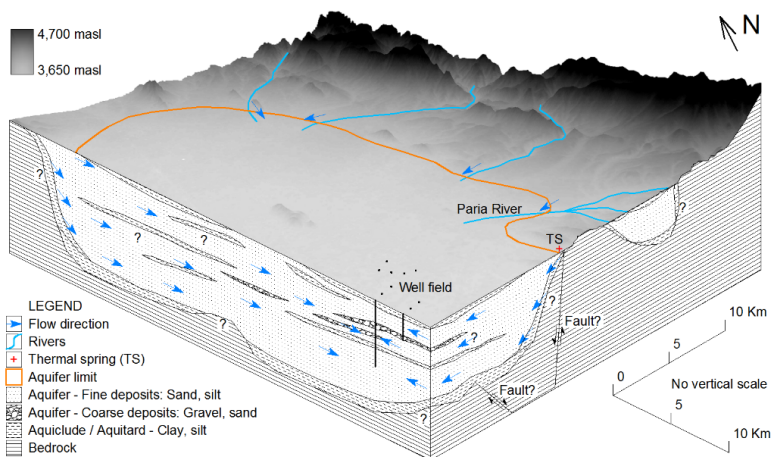 4,700 masl
3,650 masl
N
Paria River
TS
Well field
?
?
?
?
?
?
?
?
?
?
Fault?
Fault?
10 Km
5
0
No vertical scale
5
10 Km
LEGEND
Flow direction
Rivers
Thermal spring (TS)
Aquifer limit
Aquifer - Fine deposits: Sand, silt
Aquifer - Coarse deposits: Gravel, sand
Aquiclude / Aquitard - Clay, silt
Bedrock